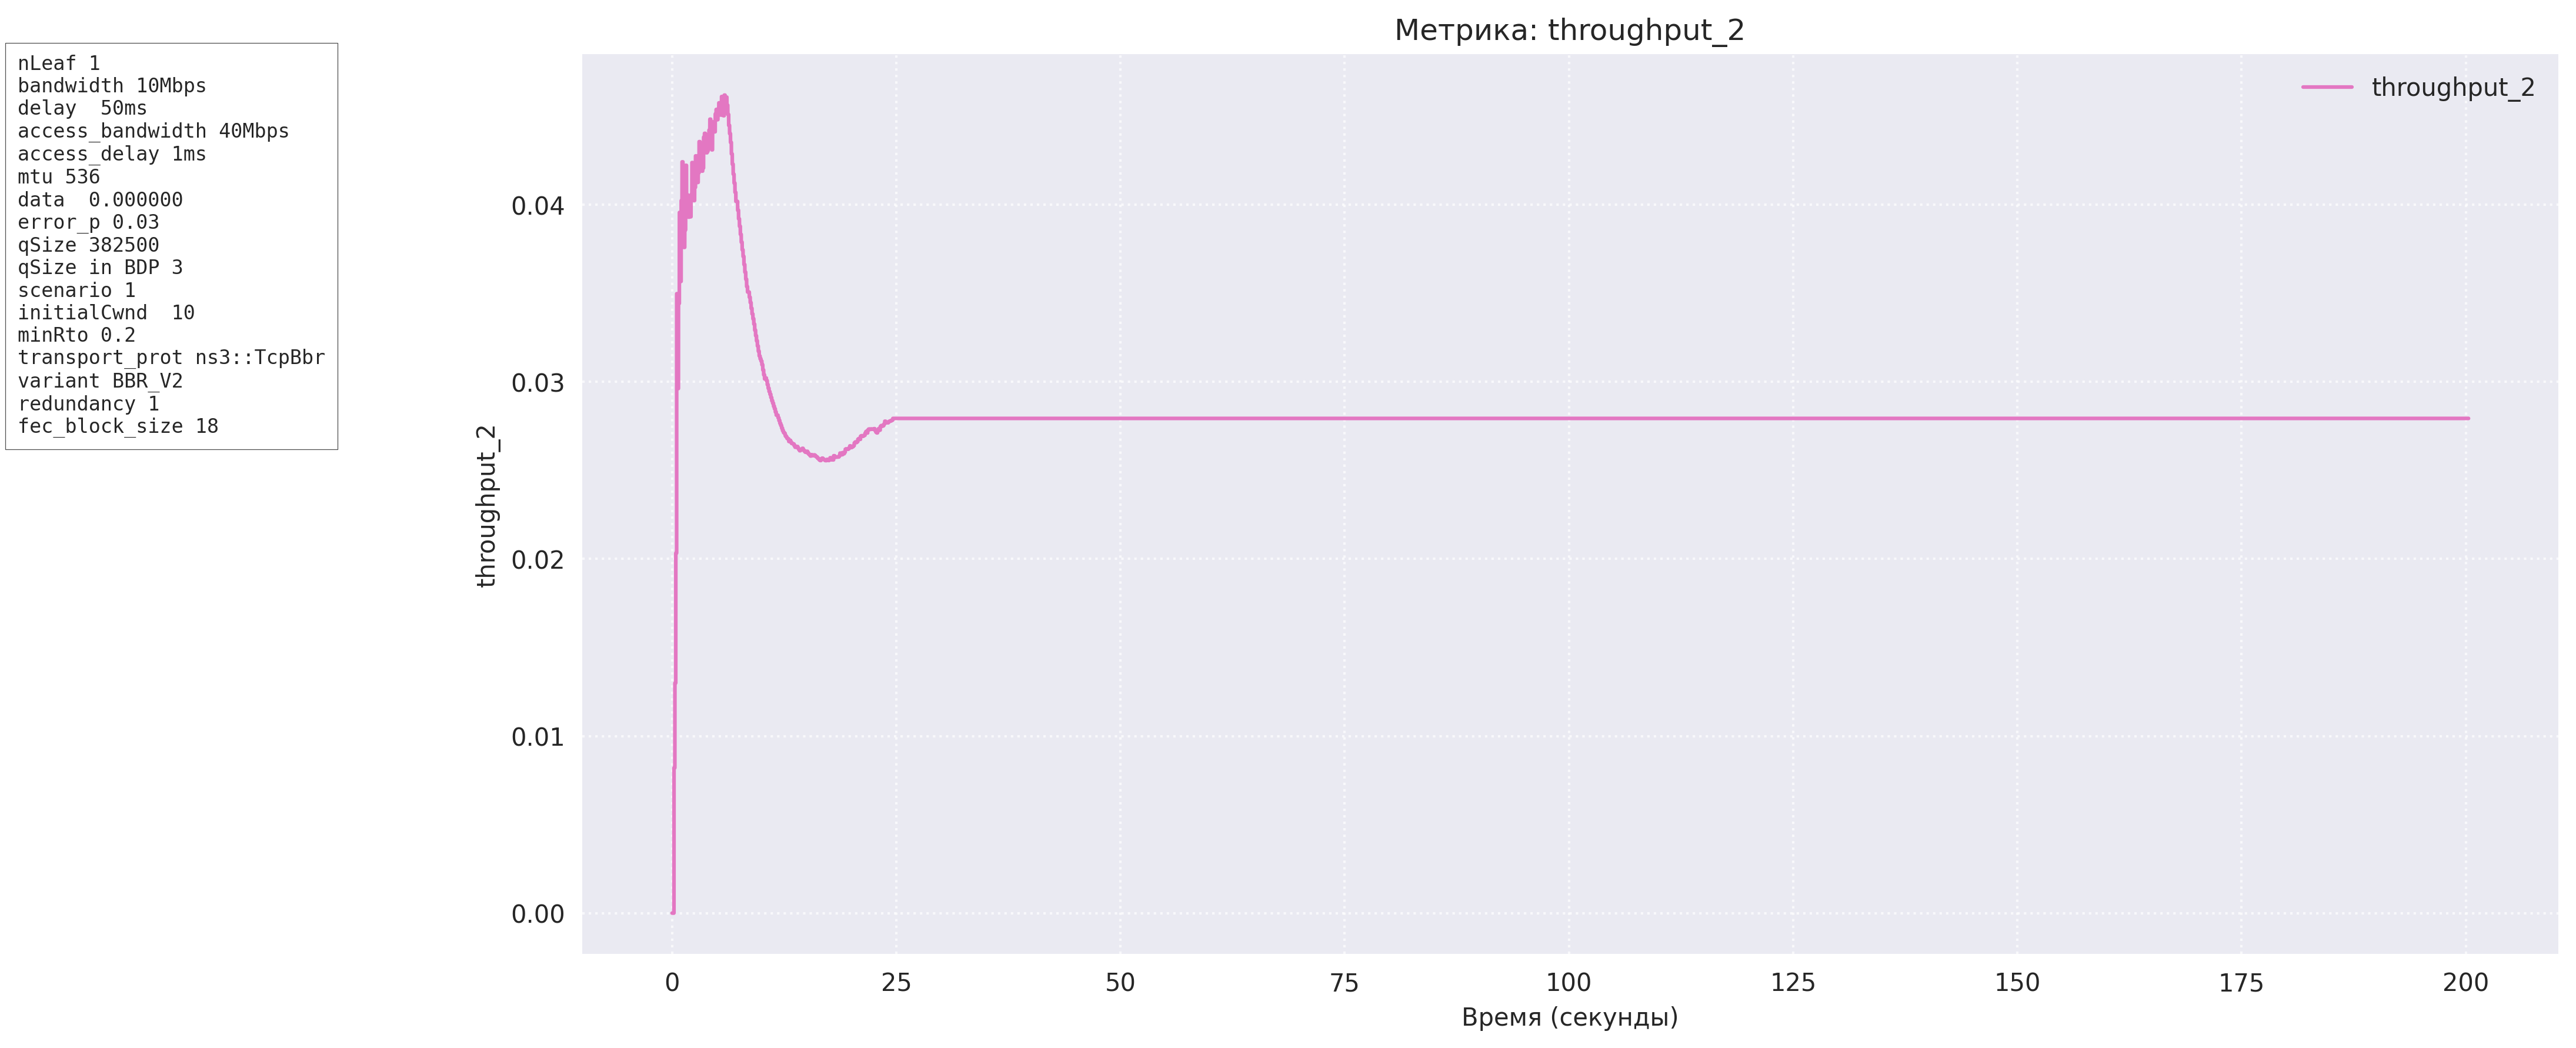 Метрика: throughput_2
nLeaf 1
bandwidth 10Mbps
delay  50ms
access_bandwidth 40Mbps
access_delay 1ms
mtu 536
data  0.000000
error_p 0.03
qSize 382500
qSize in BDP 3
scenario 1
initialCwnd  10
minRto 0.2
transport_prot ns3::TcpBbr
variant BBR_V2
redundancy 1
fec_block_size 18
throughput_2
throughput_2
0.04
0.03
0.02
0.01
0.00
0 25 50 75 100 125 150 175 200
Время (секунды)